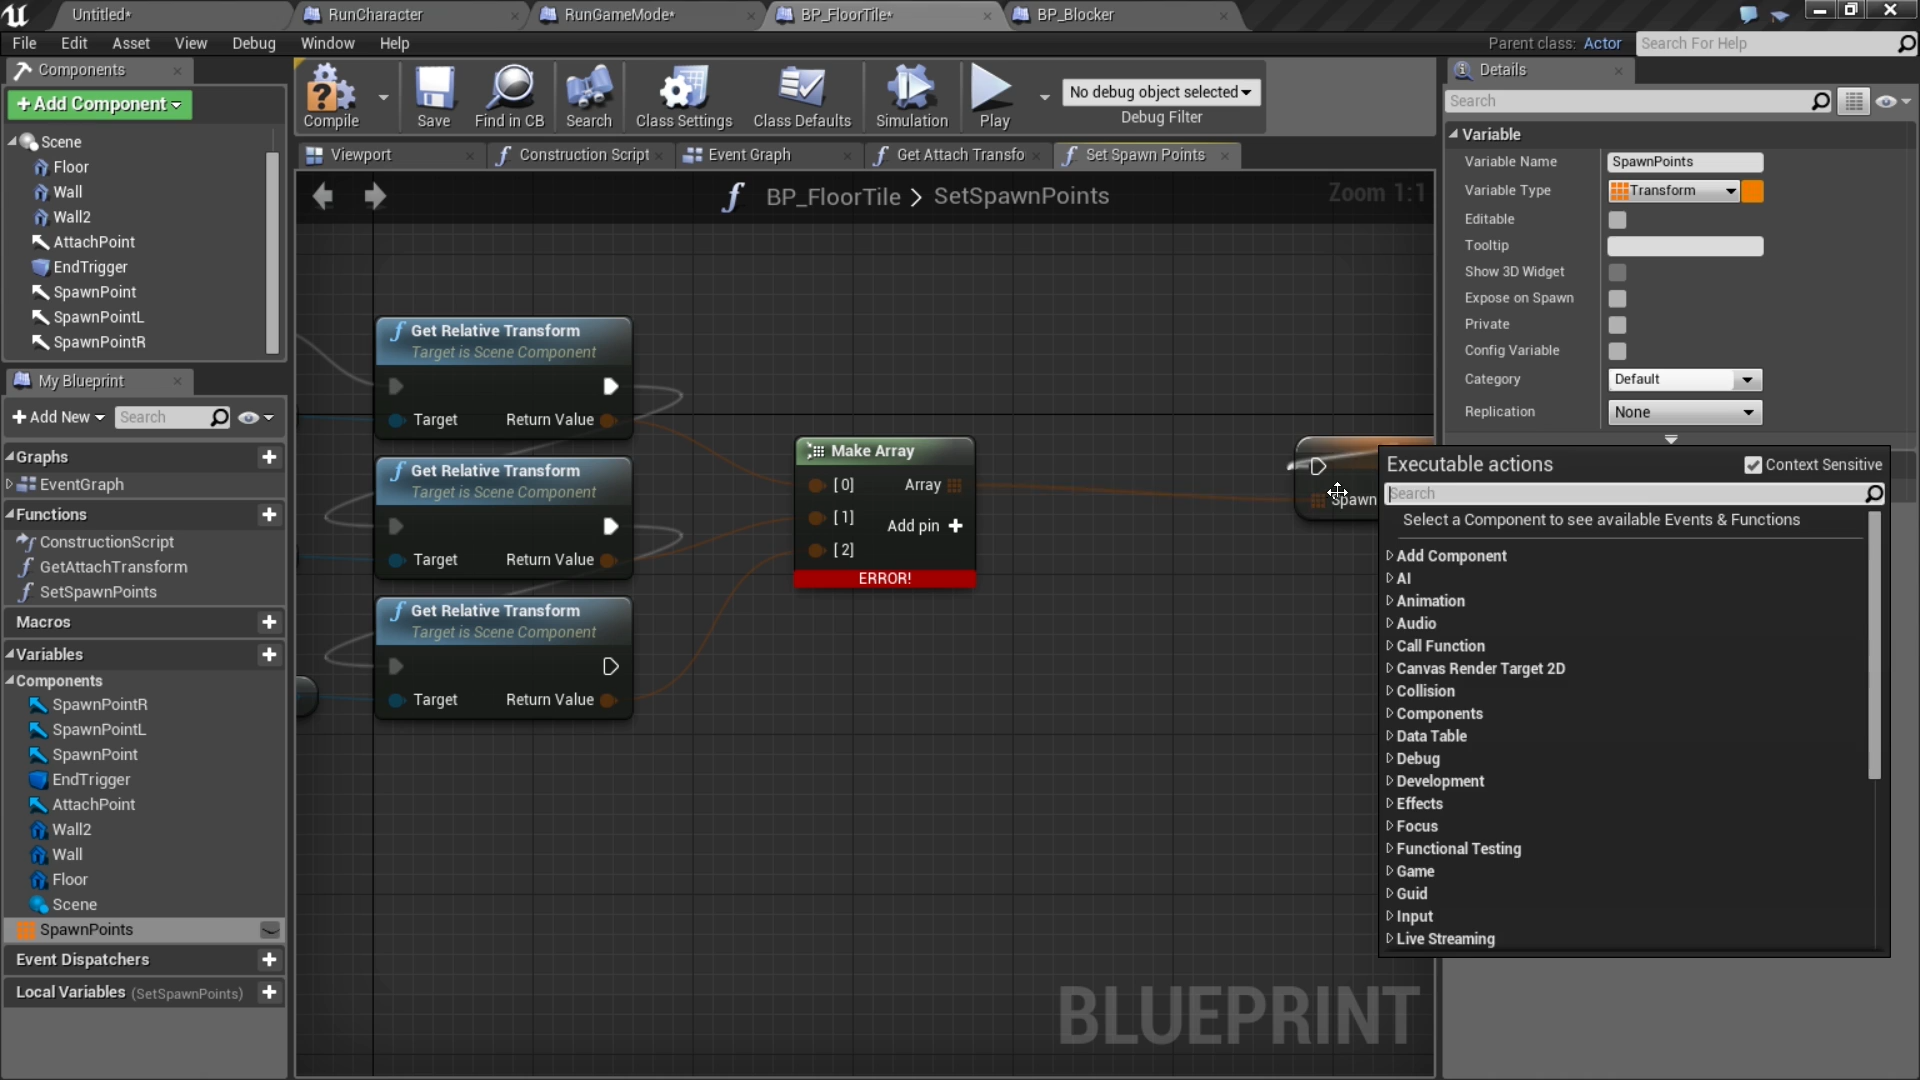 Untitled*
RunCharacter
RunGameMode*
BP_FloorTile*
BP_Blocker
File Edit Asset View Debug Window Help
Parent class: Actor
Search For Help
Components
+Add Component
Scene
Floor
Wall
Wall2
AttachPoint
EndTrigger
SpawnPoint
SpawnPointL
SpawnPointR
Compile
Save
Find in CB
Search
Class Settings
Class Defaults
Simulation
Play
No debug object selected
Debug Filter
Viewport
Construction Script
Event Graph
Get Attach Transfo
Set Spawn Points
BP_FloorTile > SetSpawnPoints
Zoom 1:1
My Blueprint
+Add New
Search
Graphs
EventGraph
Functions
ConstructionScript
GetAttachTransform
SetSpawnPoints
Macros
Variables
Components
SpawnPointR
SpawnPointL
SpawnPoint
EndTrigger
AttachPoint
Wall2
Wall
Floor
Scene
SpawnPoints
Event Dispatchers
Local Variables (SetSpawnPoints)
Get Relative Transform
Target is Scene Component
Target Return Value
Get Relative Transform
Target is Scene Component
Target Return Value
Get Relative Transform
Target is Scene Component
Target Return Value
Make Array
[0] Array
[1]
Add pin +
[2]
ERROR!
Spawn
BLUEPRINT
Details
Search
Variable
Variable Name SpawnPoints
Variable Type Transform
Editable
Tooltip
Show 3D Widget
Expose on Spawn
Private
Config Variable
Category Default
Replication None
Executable actions
Context Sensitive
Search
Select a Component to see available Events & Functions
Add Component
AI
Animation
Audio
Call Function
Canvas Render Target 2D
Collision
Components
Data Table
Debug
Development
Effects
Focus
Functional Testing
Game
Guid
Input
Live Streaming